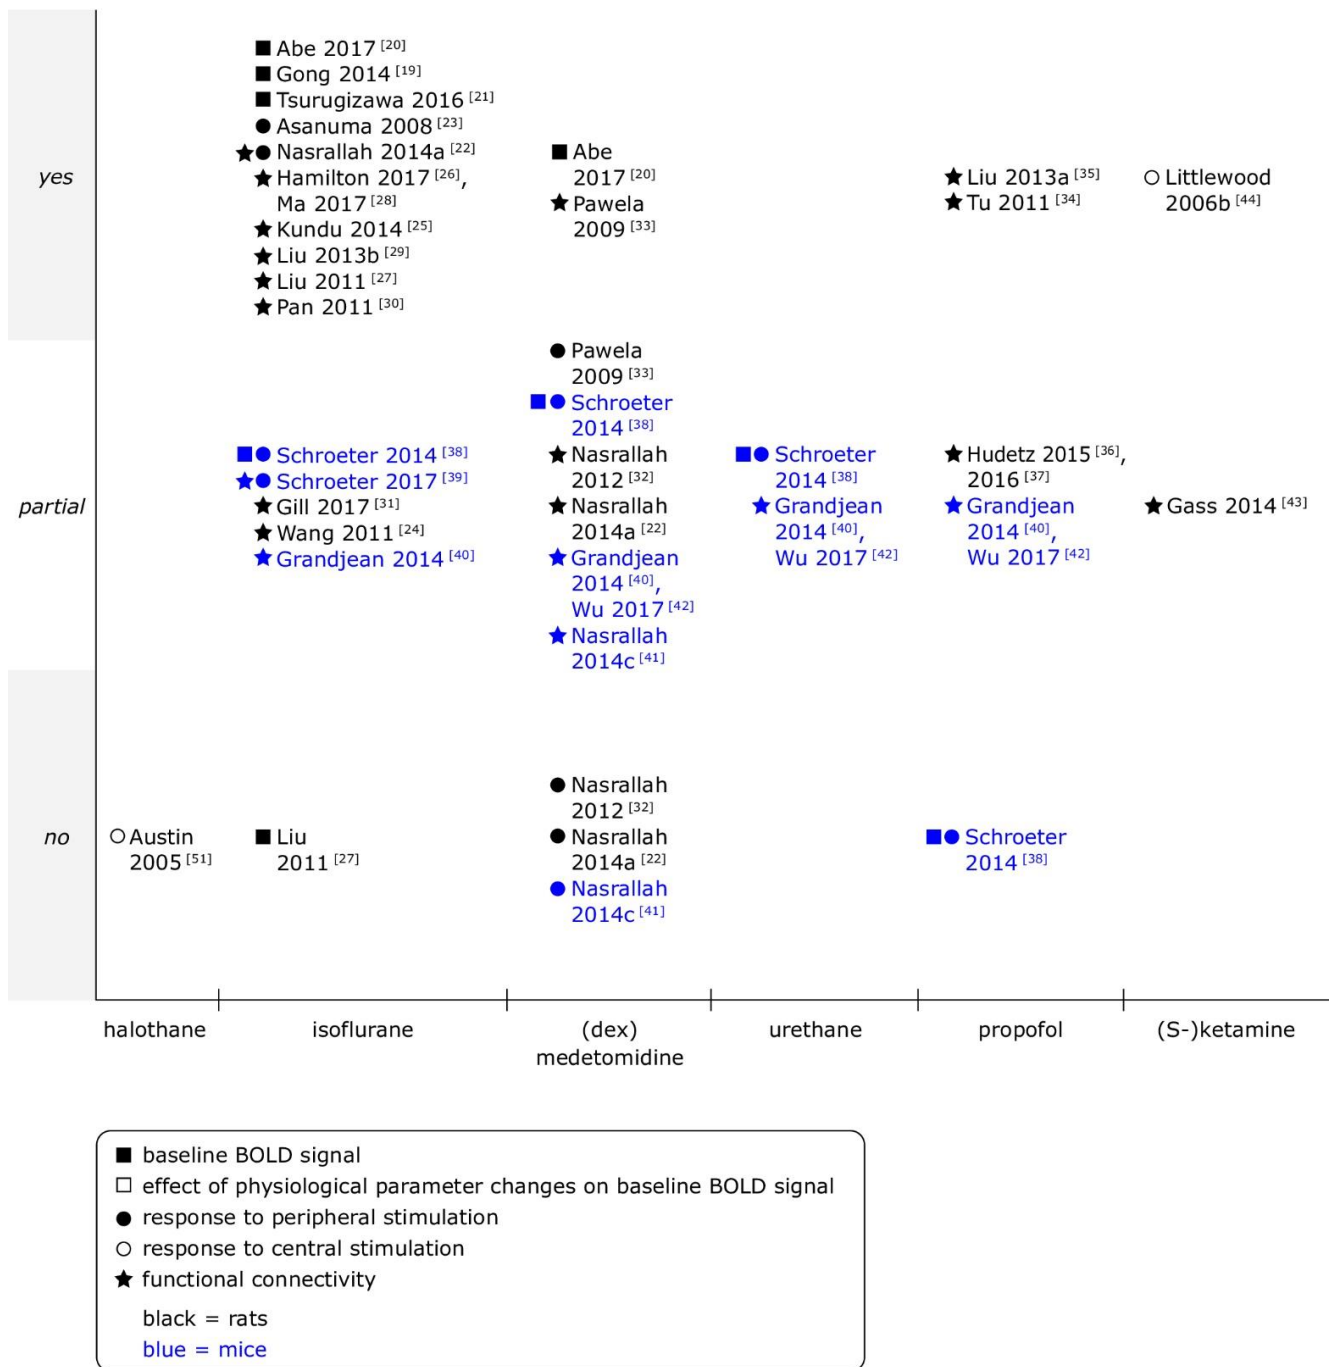 yes
Abe 2017 [20]
Gong 2014 [19]
Tsurugizawa 2016 [21]
Asanuma 2008 [23]
Nasrallah 2014a [22]
Hamilton 2017 [26],
Ma 2017 [28]
Kundu 2014 [25]
Liu 2013b [29]
Liu 2011 [27]
Pan 2011 [30]
Abe
2017 [20]
Pawela
2009 [33]
Liu 2013a [35]
Tu 2011 [34]
Littlewood
2006b [44]
partial
Schroeter 2014 [38]
Schroeter 2017 [39]
Gill 2017 [31]
Wang 2011 [24]
Grandjean 2014 [40]
Pawela
2009 [33]
Schroeter
2014 [38]
Nasrallah
2012 [32]
Nasrallah
2014a [22]
Grandjean
2014 [40],
Wu 2017 [42]
Nasrallah
2014c [41]
Schroeter
2014 [38]
Grandjean
2014 [40],
Wu 2017 [42]
Hudetz 2015 [36],
2016 [37]
Grandjean
2014 [40],
Wu 2017 [42]
Gass 2014 [43]
no
Austin
2005 [51]
Liu
2011 [27]
Nasrallah
2012 [32]
Nasrallah
2014a [22]
Nasrallah
2014c [41]
Schroeter
2014 [38]
halothane
isoflurane
(dex)
medetomidine
urethane
propofol
(S-)ketamine
baseline BOLD signal
effect of physiological parameter changes on baseline BOLD signal
response to peripheral stimulation
response to central stimulation
functional connectivity
black = rats
blue = mice